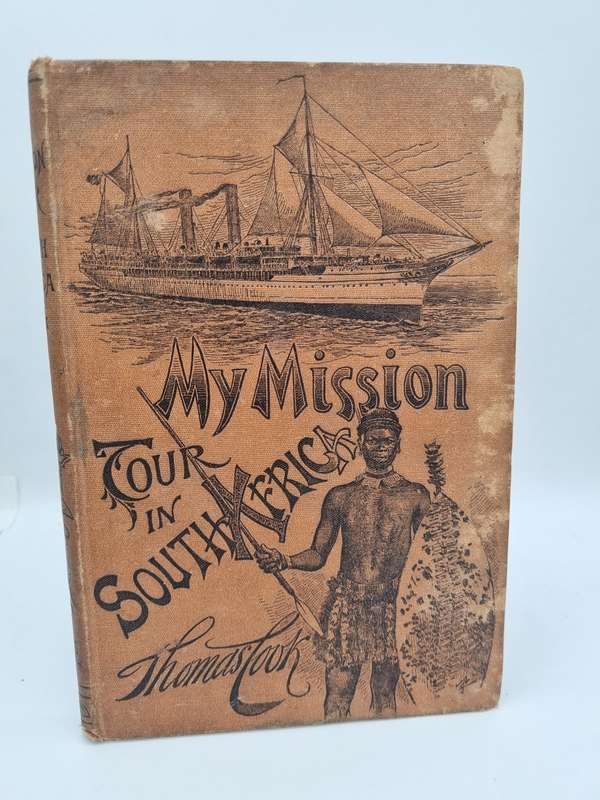 My Mission
Tour
in
South Africa
Thomas Cook